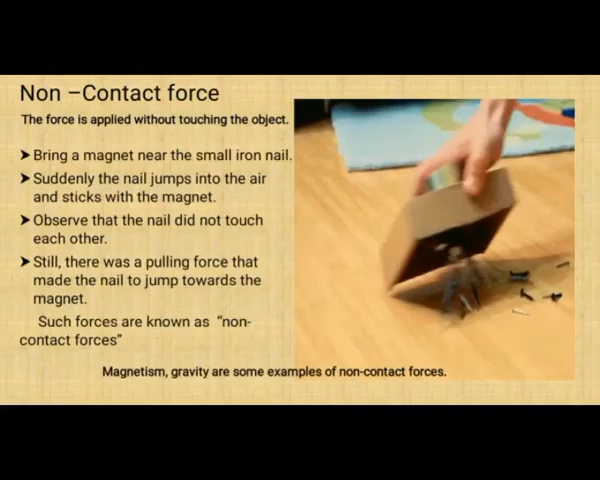 Non –Contact force
The force is applied without touching the object.
➤ Bring a magnet near the small iron nail.
➤ Suddenly the nail jumps into the air
and sticks with the magnet.
➤ Observe that the nail did not touch
each other.
➤ Still, there was a pulling force that
made the nail to jump towards the
magnet.
Such forces are known as “non-
contact forces”
Magnetism, gravity are some examples of non-contact forces.